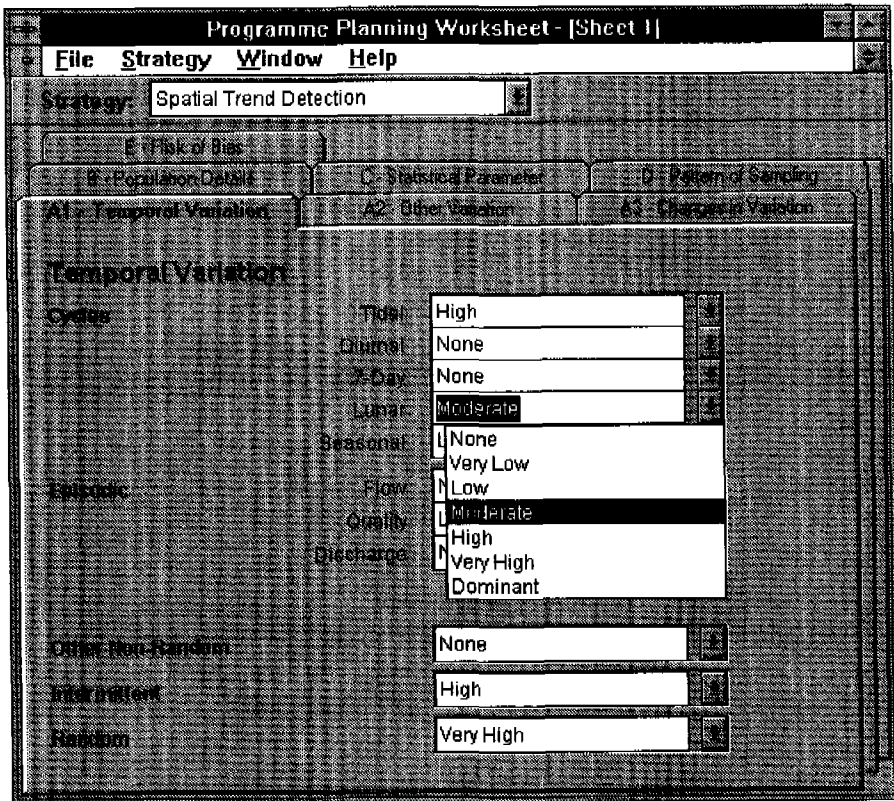 Programme Planning Worksheet - [Sheet 1]
File Strategy Window Help
Strategy: Spatial Trend Detection
E - Risk of Bias
B - Population Details C - Statistical Parameter D - Pattern of Sampling
A1 - Temporal Variation A2 - Other Variation A3 - Changes in Variation
Temporal Variation
Cycles Tidal High
Diurnal None
7-Day None
Lunar Moderate
Seasonal L
None
Very Low
Episodic Flow N
Low
Moderate
Quality L
High
Discharge N
Very High
Dominant
Other Non-Random None
Intermittent High
Random Very High